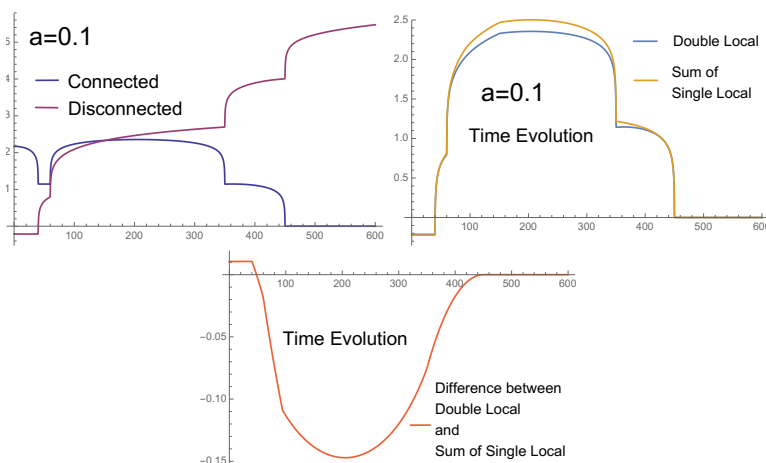 a=0.1
Connected
Disconnected
5
4
3
2
1
100
200
300
400
500
600
a=0.1
Time Evolution
Double Local
Sum of
Single Local
2.5
2.0
1.5
1.0
0.5
100
200
300
400
500
600
Time Evolution
100
200
300
400
500
600
-0.05
-0.10
-0.15
Difference between
Double Local
and
Sum of Single Local